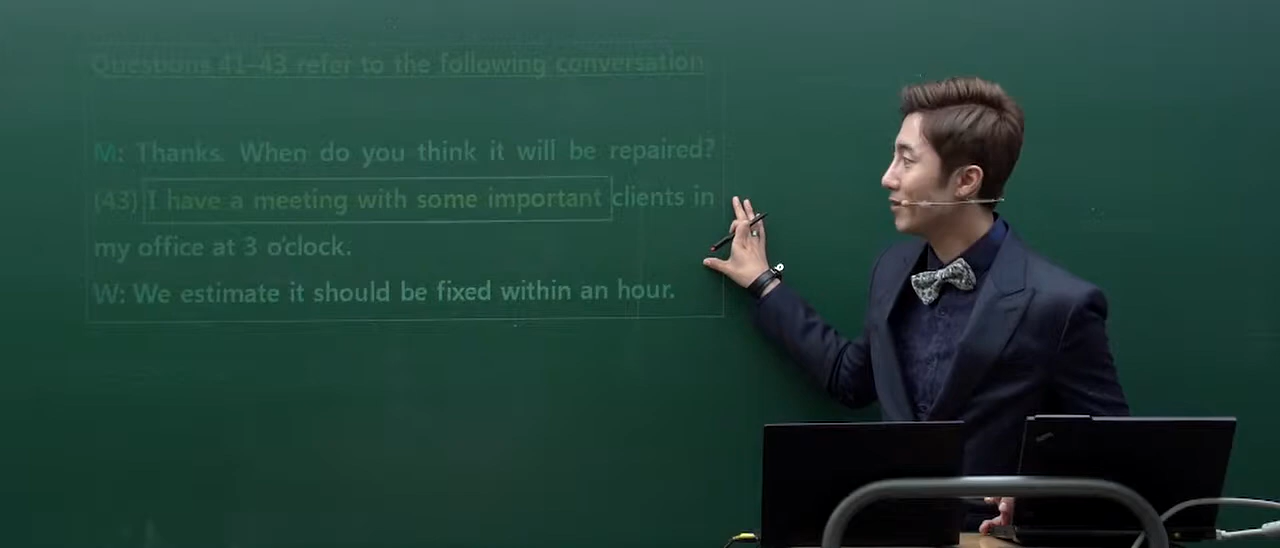 Questions 41-43 refer to the following conversation
M: Thanks. When do you think it will be repaired?
(43) I have a meeting with some important clients in
my office at 3 o'clock.
W: We estimate it should be fixed within an hour.